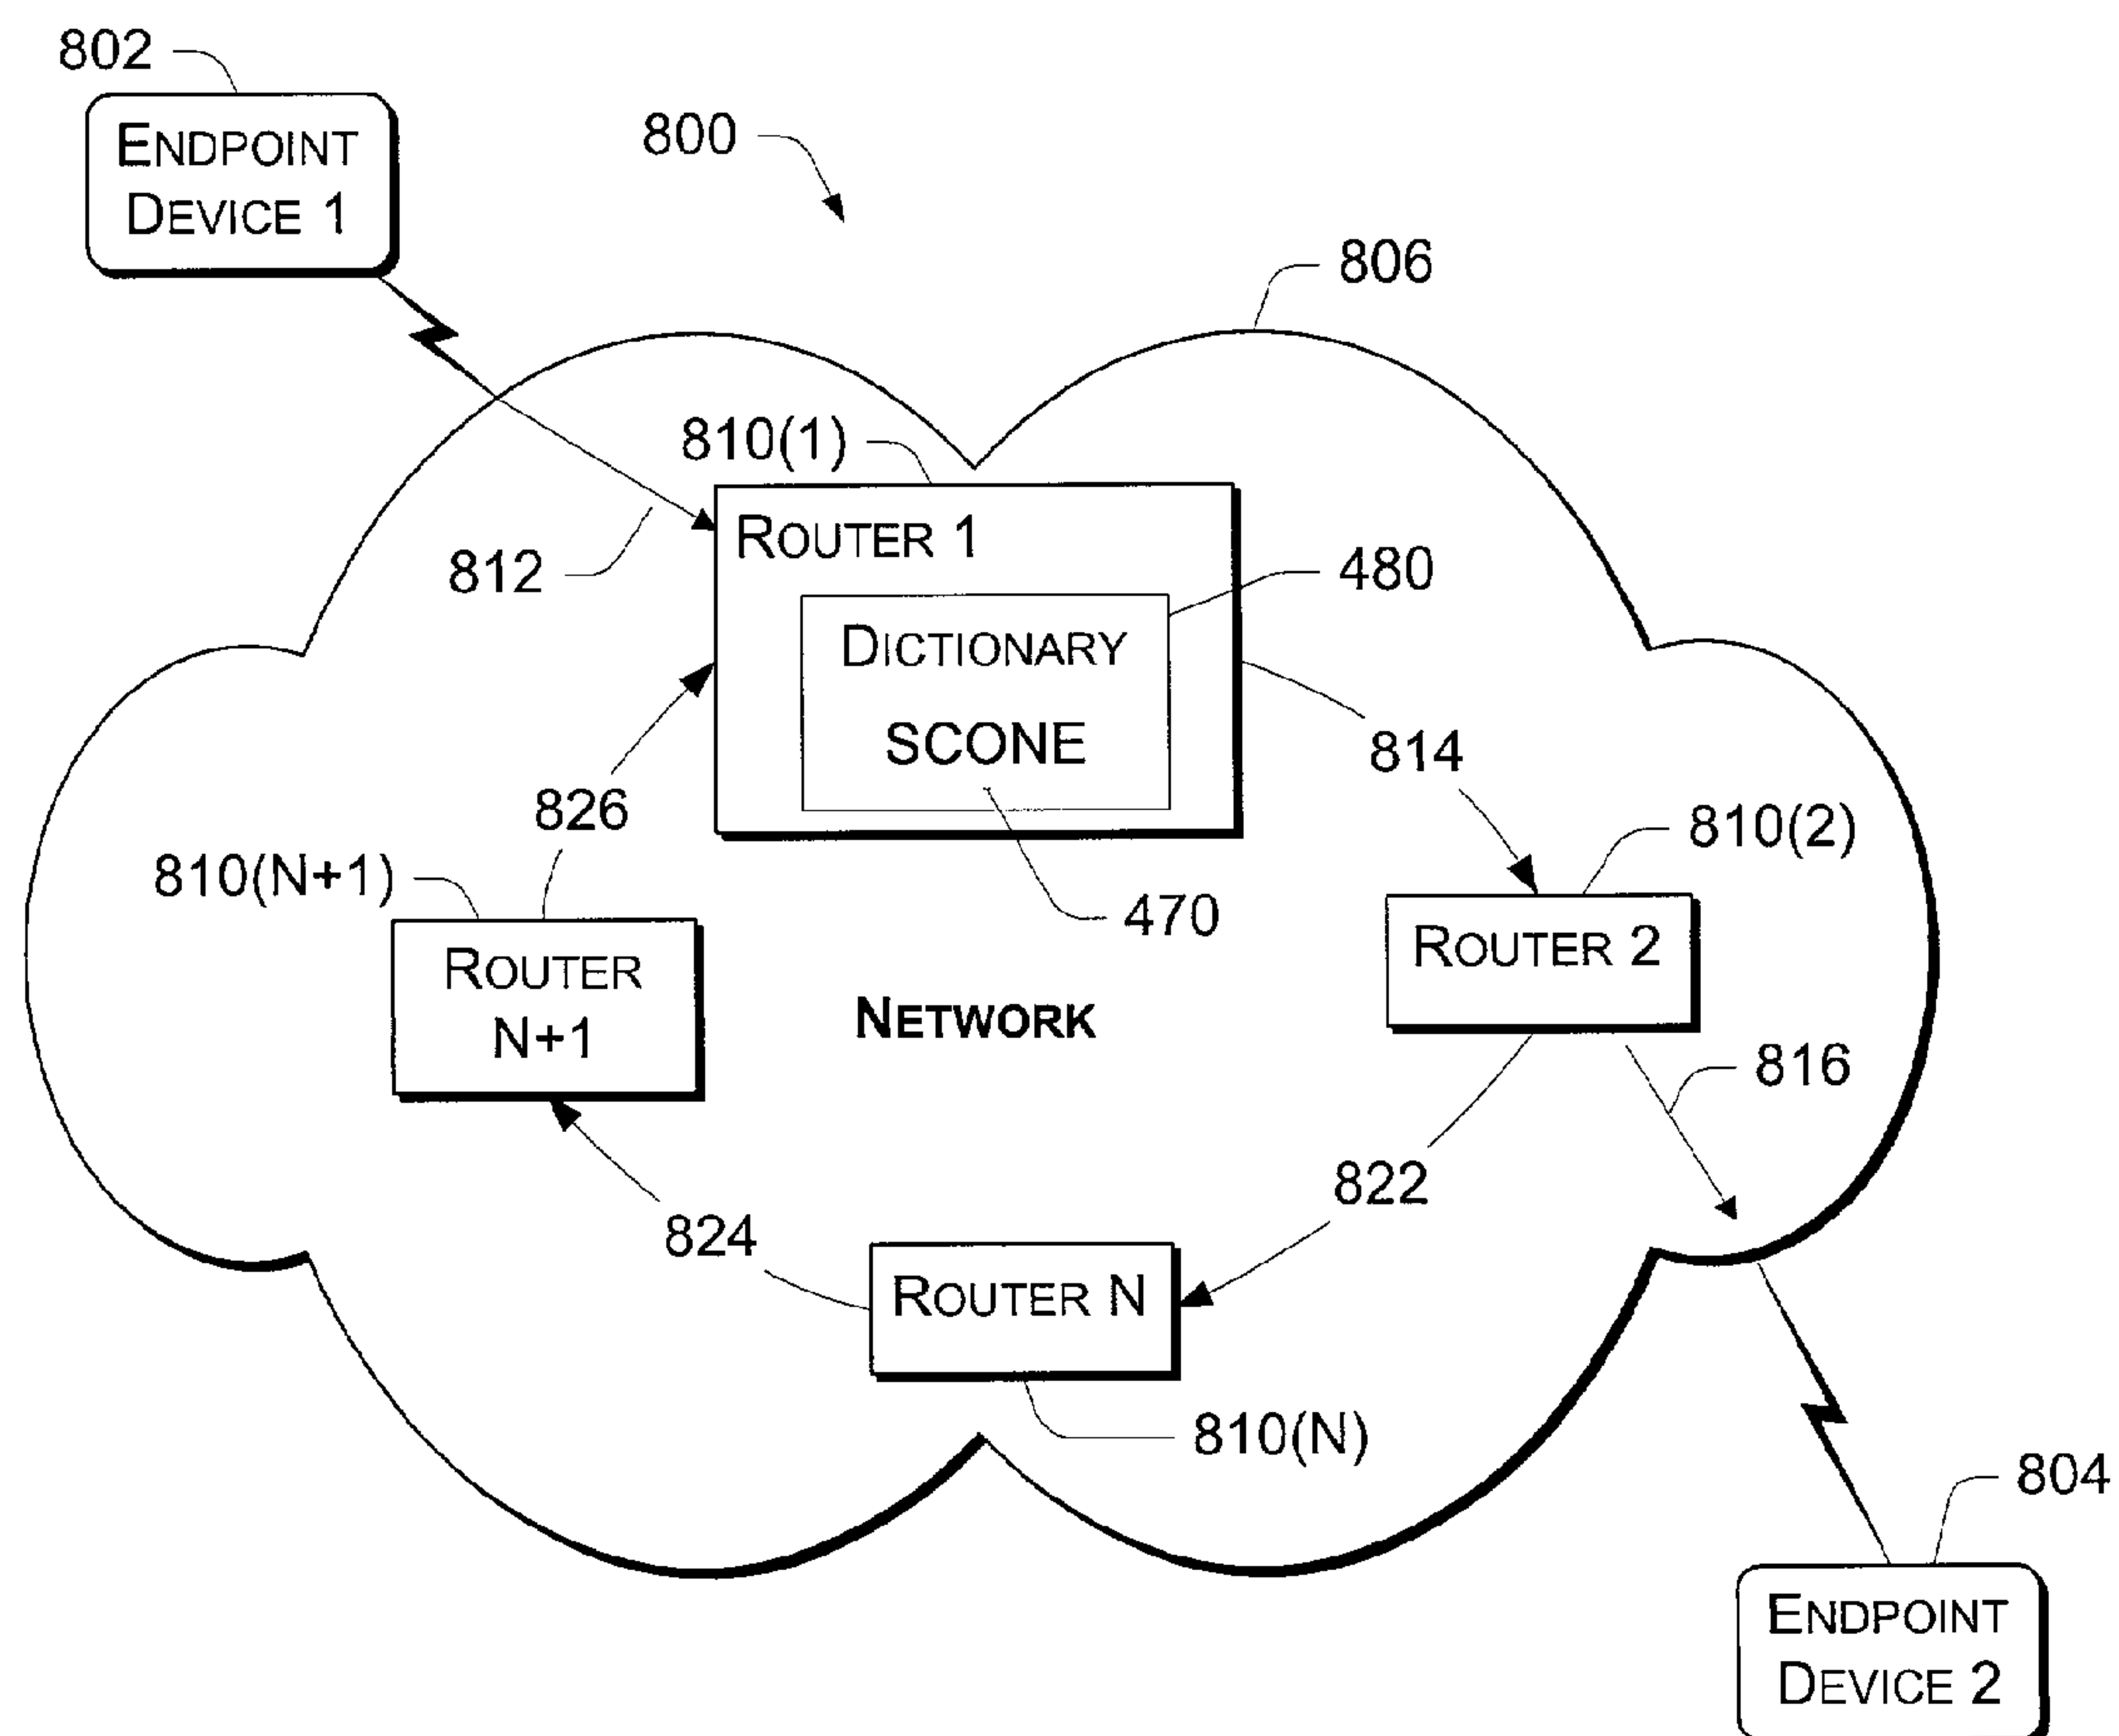 802
ENDPOINT
DEVICE 1
800
806
810(1)
ROUTER 1
812
480
DICTIONARY
SCONE
814
826
810(2)
810(N+1)
470
ROUTER 2
ROUTER
N+1
NETWORK
816
822
824
ROUTER N
810(N)
804
ENDPOINT
DEVICE 2